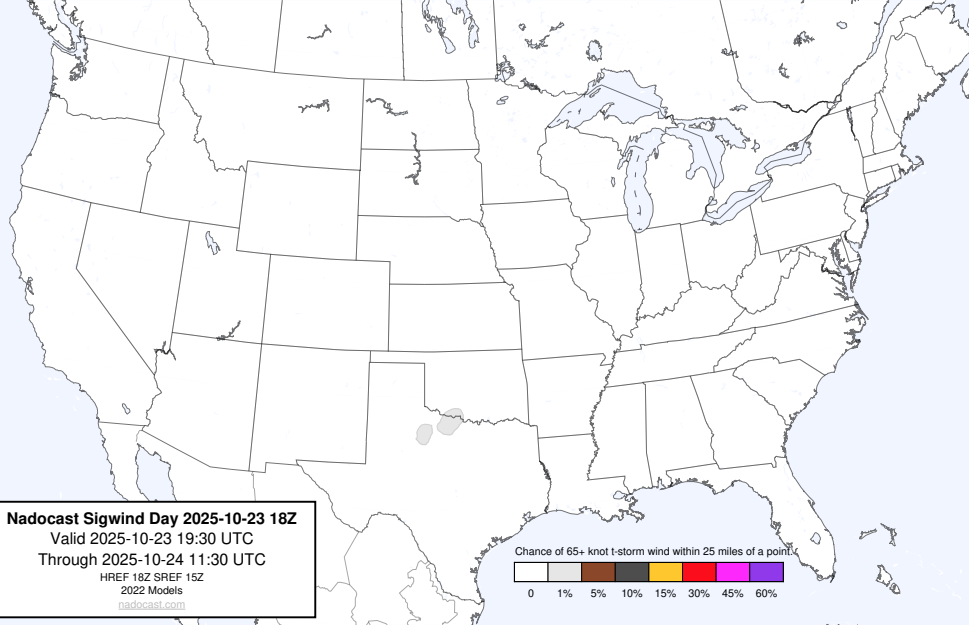 Nadocast Sigwind Day 2025-10-23 18Z
Valid 2025-10-23 19:30 UTC
Through 2025-10-24 11:30 UTC
HREF 18Z SREF 15Z
2022 Models
nadocast.com
Chance of 65+ knot t-storm wind within 25 miles of a point.
0 1% 5% 10% 15% 30% 45% 60%